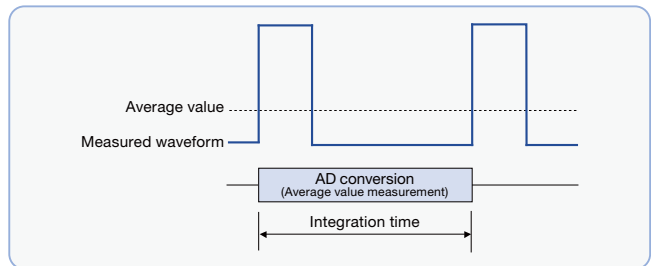 Average value
Measured waveform
AD conversion
(Average value measurement)
Integration time